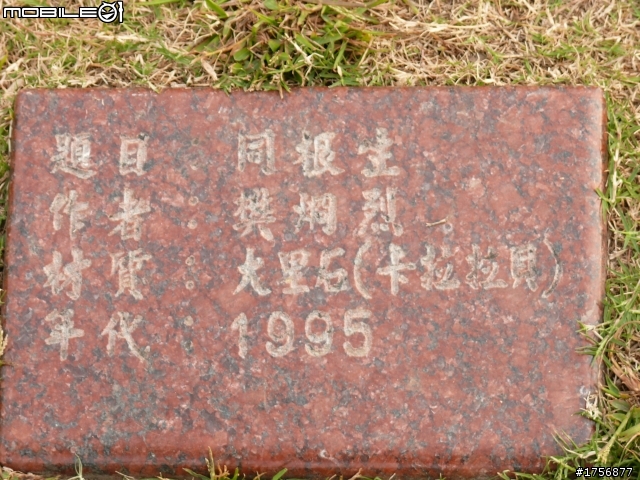 MOBILE01
題目：同根生
作者：樊炯烈
材質：大里石(卡拉拉貝)
年代：1995
#1756877